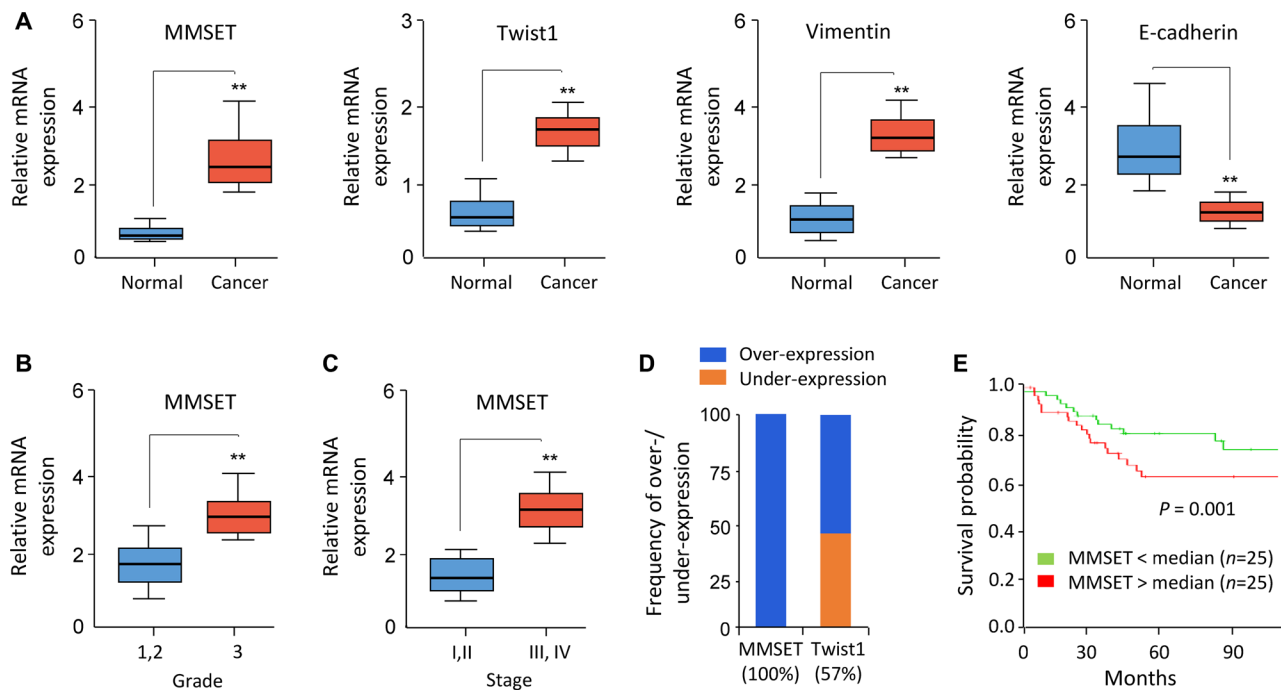 A
MMSET
Relative mRNA
expression
6
4
2
0
**
Normal
Cancer
Twist1
Relative mRNA
expression
3
2
1
0
**
Normal
Cancer
Vimentin
Relative mRNA
expression
6
4
2
0
**
Normal
Cancer
E-cadherin
Relative mRNA
expression
6
4
2
0
**
Normal
Cancer
B
MMSET
Relative mRNA
expression
6
4
2
0
**
1,2
3
Grade
C
MMSET
Relative mRNA
expression
6
4
2
0
**
I,II
III, IV
Stage
D
Over-expression
Under-expression
Frequency of over-/
under-expression
100
75
50
25
0
MMSET
(100%)
Twist1
(57%)
E
Survival probability
1.0
0.8
0.6
0.4
0.2
0.0
P = 0.001
MMSET < median (n=25)
MMSET > median (n=25)
0
30
60
90
Months